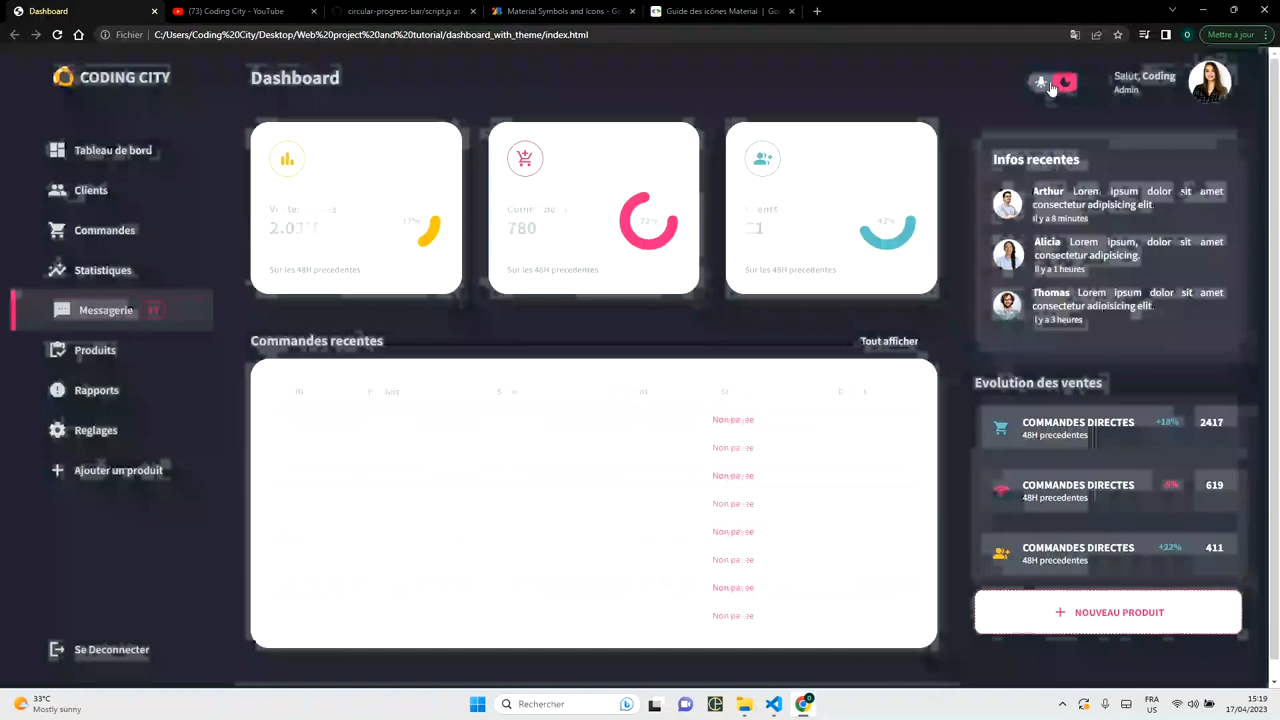 Dashboard
(73) Coding City - YouTube
circular-progress-bar/script.js at
Material Symbols and Icons - Go
Guide des icônes Material | Goo
Fichier
C:/Users/Coding%20City/Desktop/Web%20project%20and%20tutorial/dashboard_with_theme/index.html
Mettre à jour
CODING CITY
Dashboard
Salut, Coding
Admin
Tableau de bord
Clients
Commandes
Statistiques
Messagerie
Produits
Rapports
Reglages
Ajouter un produit
Se Deconnecter
17%
Sur les 48H precedentes
780
72%
Sur les 48H precedentes
43%
Sur les 48H precedentes
Commandes recentes
Tout afficher
Non payee
Non payee
Non payee
Non payee
Non payee
Non payee
Non payee
Non payee
Infos recentes
Arthur Lorem ipsum dolor sit amet
consectetur adipisicing elit.
Il y a 8 minutes
Alicia Lorem ipsum, dolor
consectetur adipisicing.
Il y a 1 heures
Thomas Lorem ipsum dolor sit amet
consectetur adipisicing elit.
Il y a 3 heures
Evolution des ventes
COMMANDES DIRECTES
48H precedentes
2417
COMMANDES DIRECTES
48H precedentes
619
COMMANDES DIRECTES
48H precedentes
+22%
411
NOUVEAU PRODUIT
33°C
Mostly sunny
Rechercher
FRA
US
15:19
17/04/2023